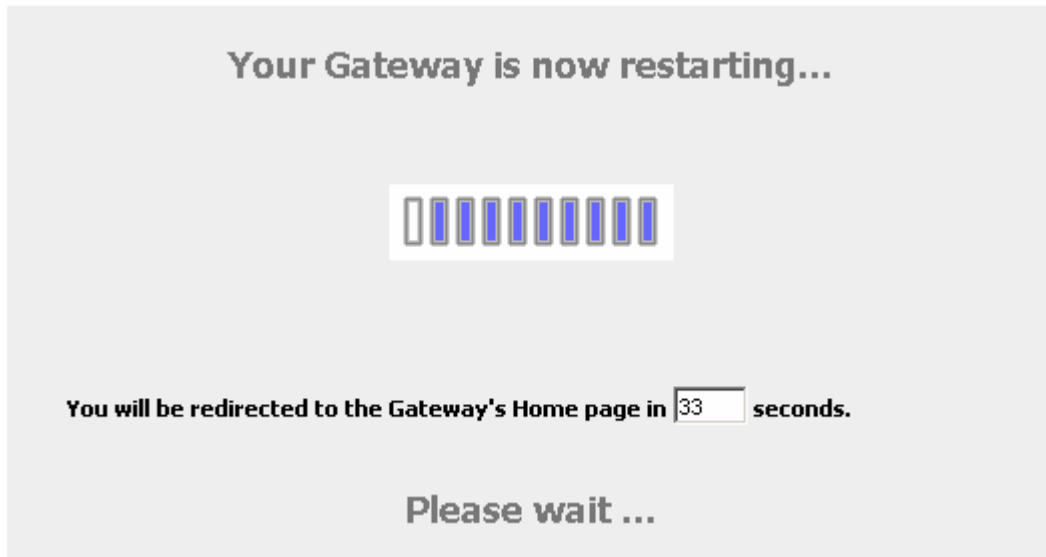 Your Gateway is now restarting...
You will be redirected to the Gateway's Home page in 33 seconds.
Please wait ...